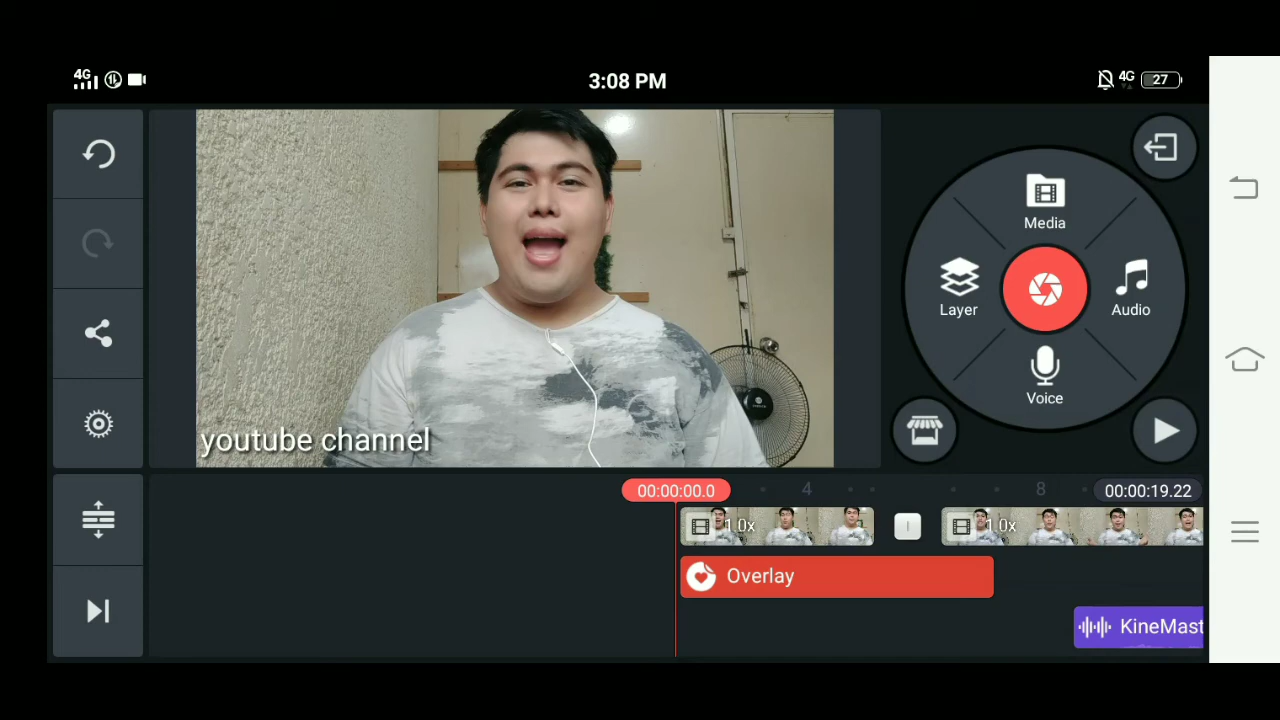 4G
3:08 PM
4G
27
Media
Layer
Audio
Voice
youtube channel
00:00:00.0
4
8
00:00:19.22
1.0x
1.0x
Overlay
KineMast